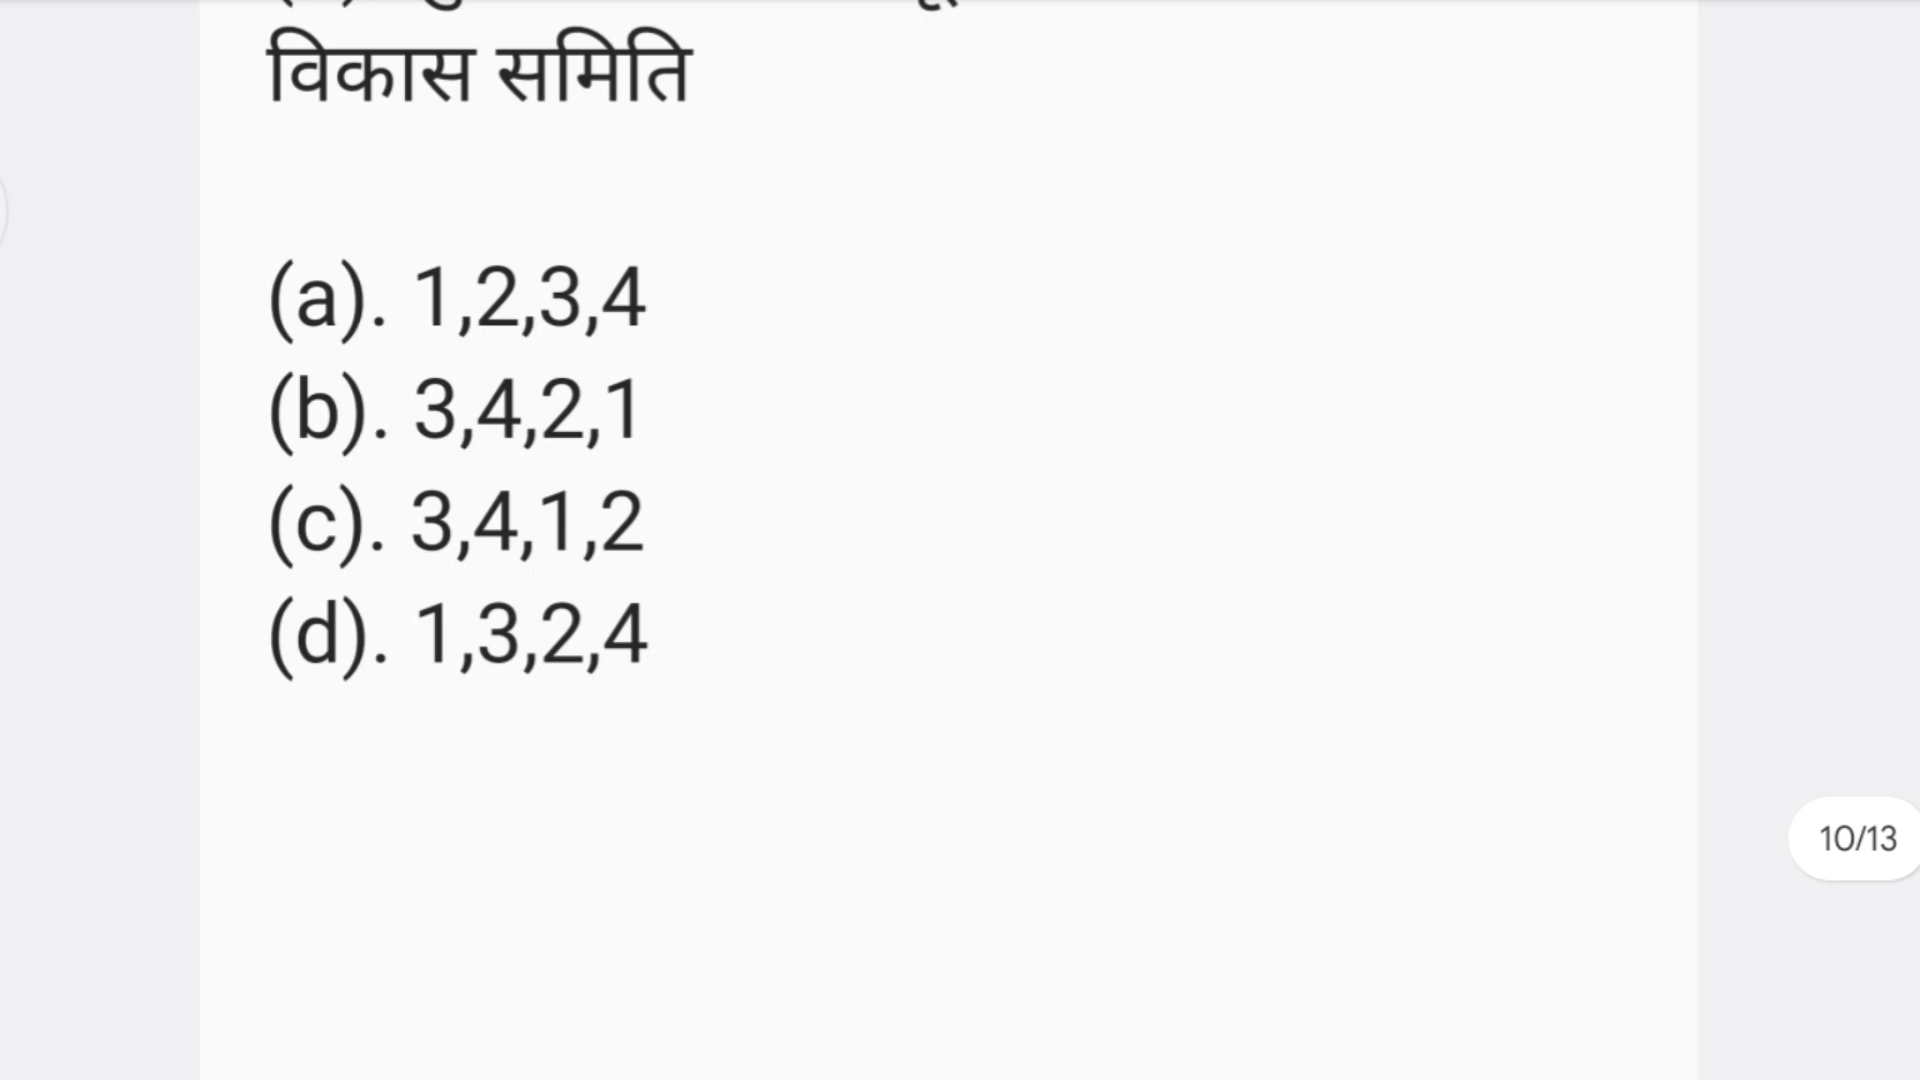 विकास समिति
(a). 1,2,3,4
(b). 3,4,2,1
(c). 3,4,1,2
(d). 1,3,2,4
10/13